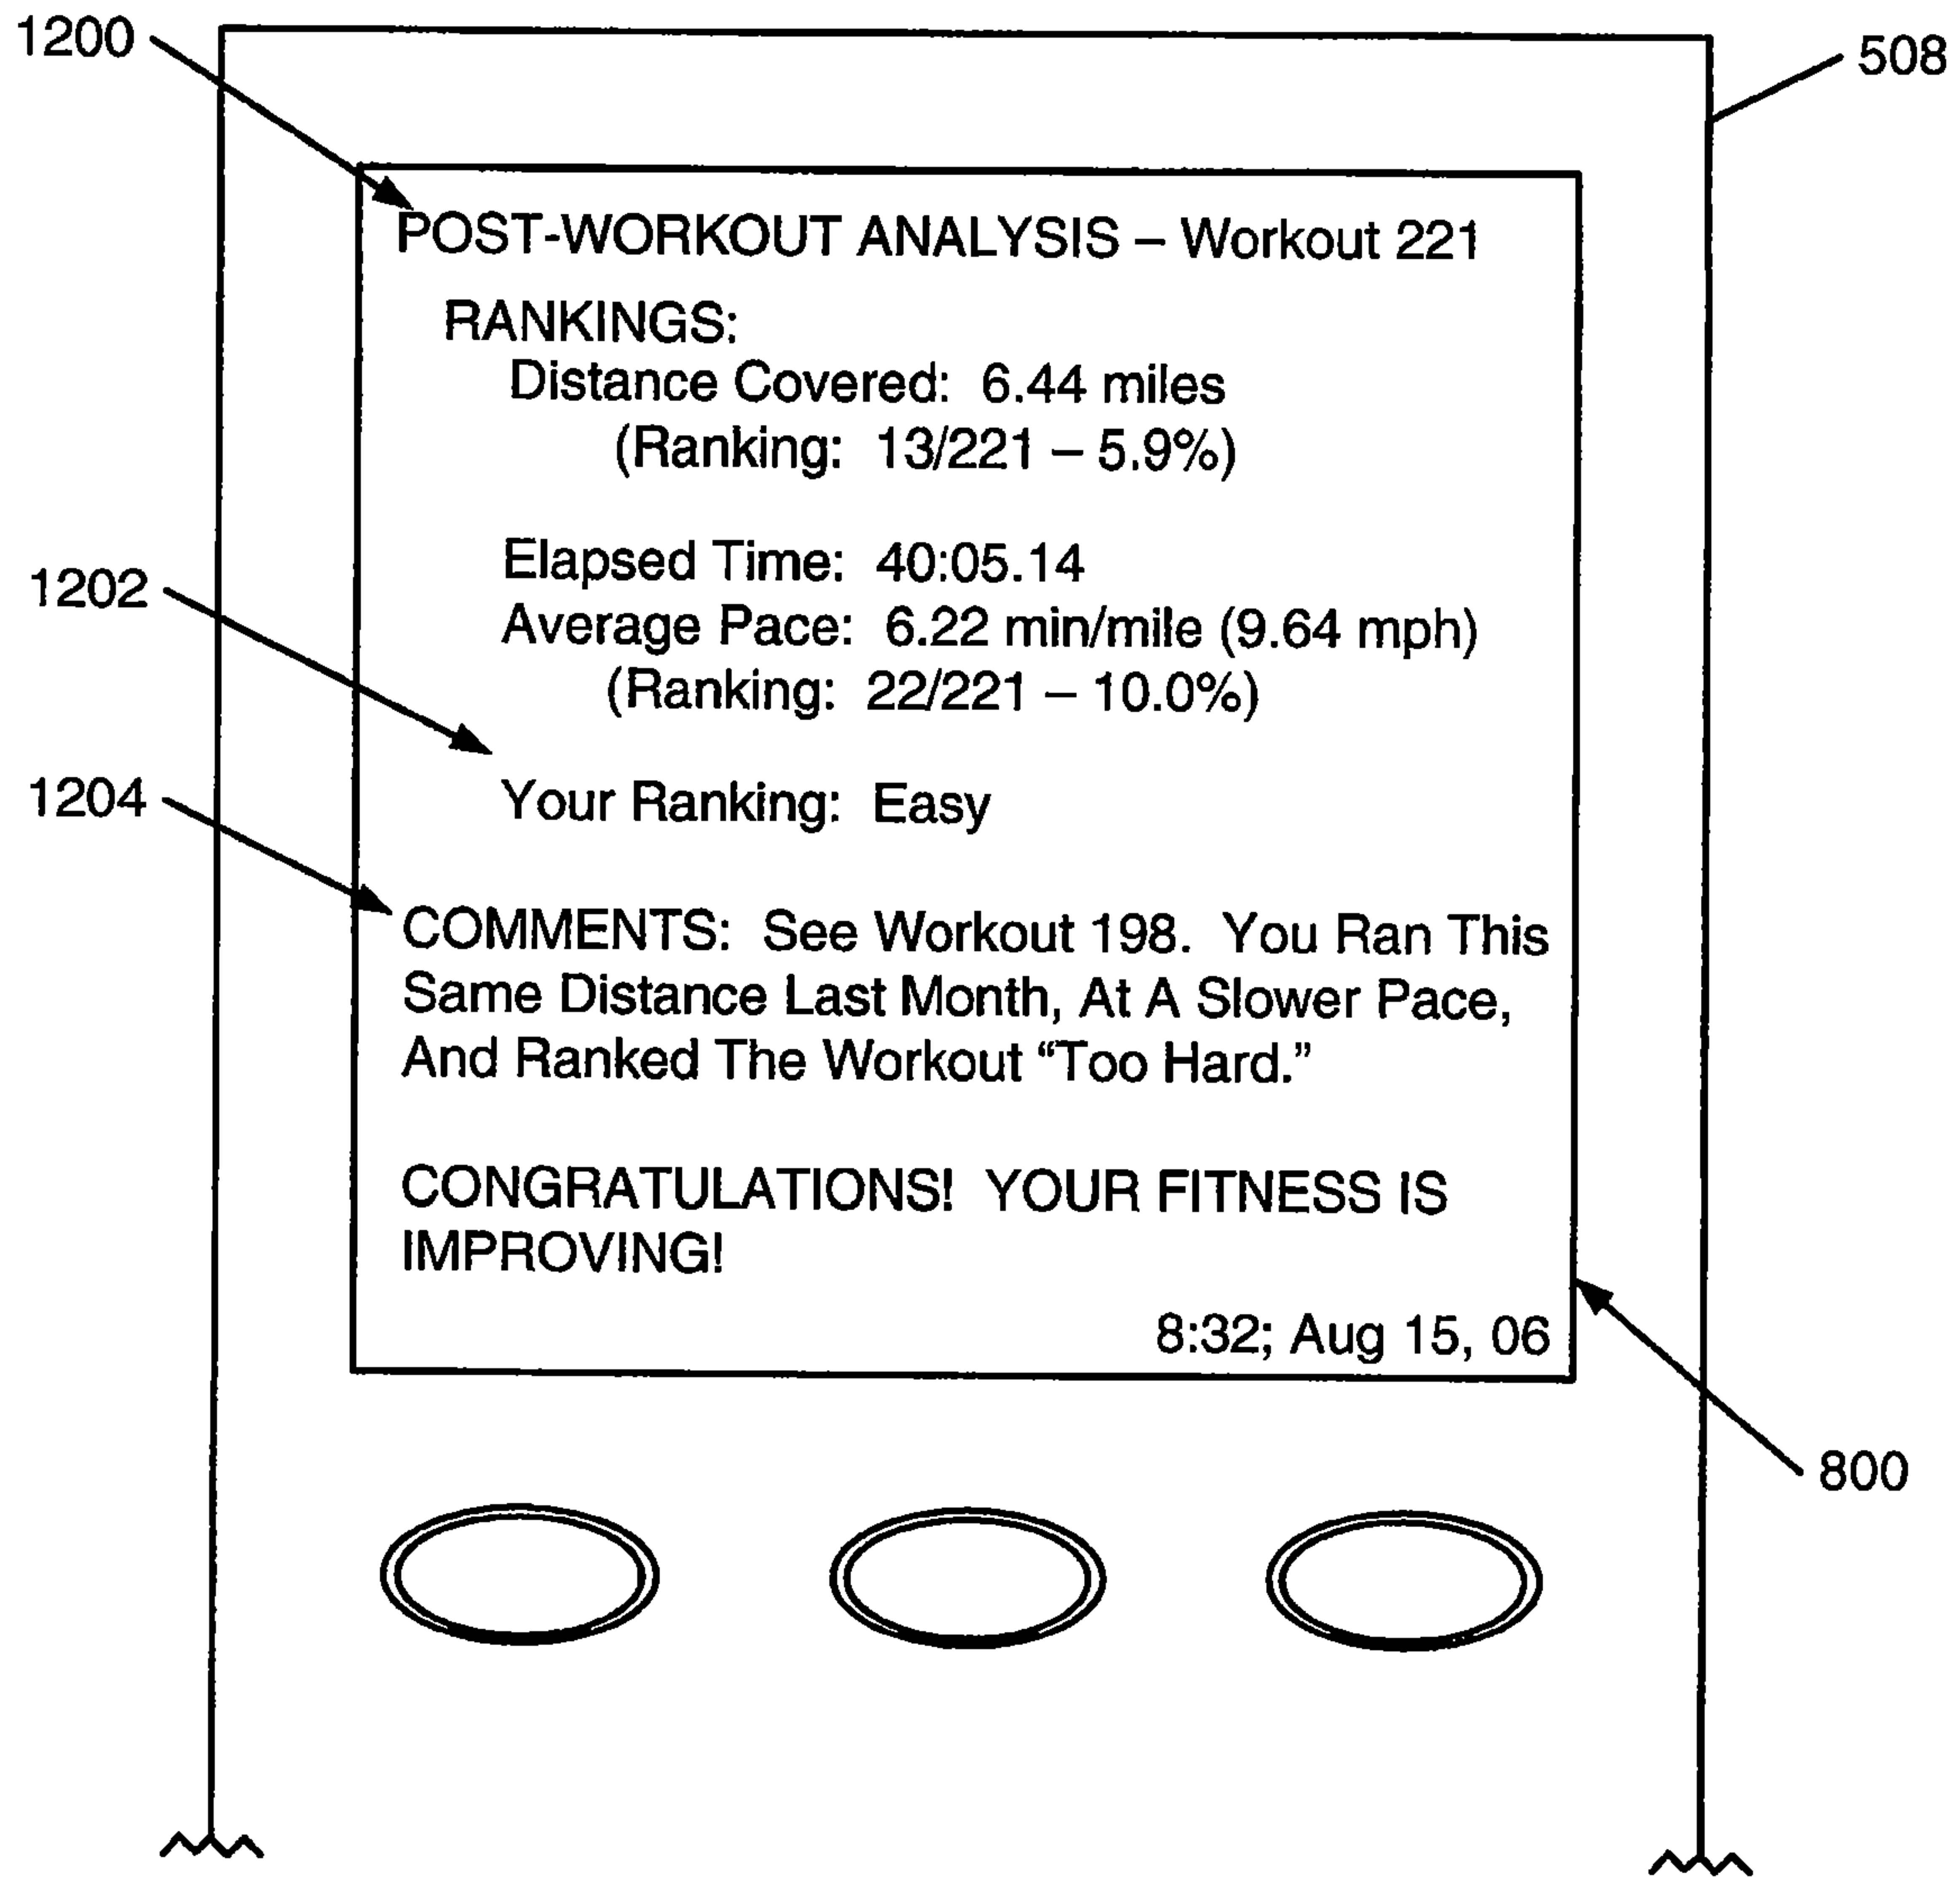 1200
508
POST-WORKOUT ANALYSIS – Workout 221
RANKINGS:
Distance Covered: 6.44 miles
(Ranking: 13/221 – 5.9%)
Elapsed Time: 40:05.14
1202
Average Pace: 6.22 min/mile (9.64 mph)
(Ranking: 22/221 – 10.0%)
1204
Your Ranking: Easy
COMMENTS: See Workout 198. You Ran This
Same Distance Last Month, At A Slower Pace,
And Ranked The Workout “Too Hard.”
CONGRATULATIONS! YOUR FITNESS IS
IMPROVING!
8:32; Aug 15, 06
800